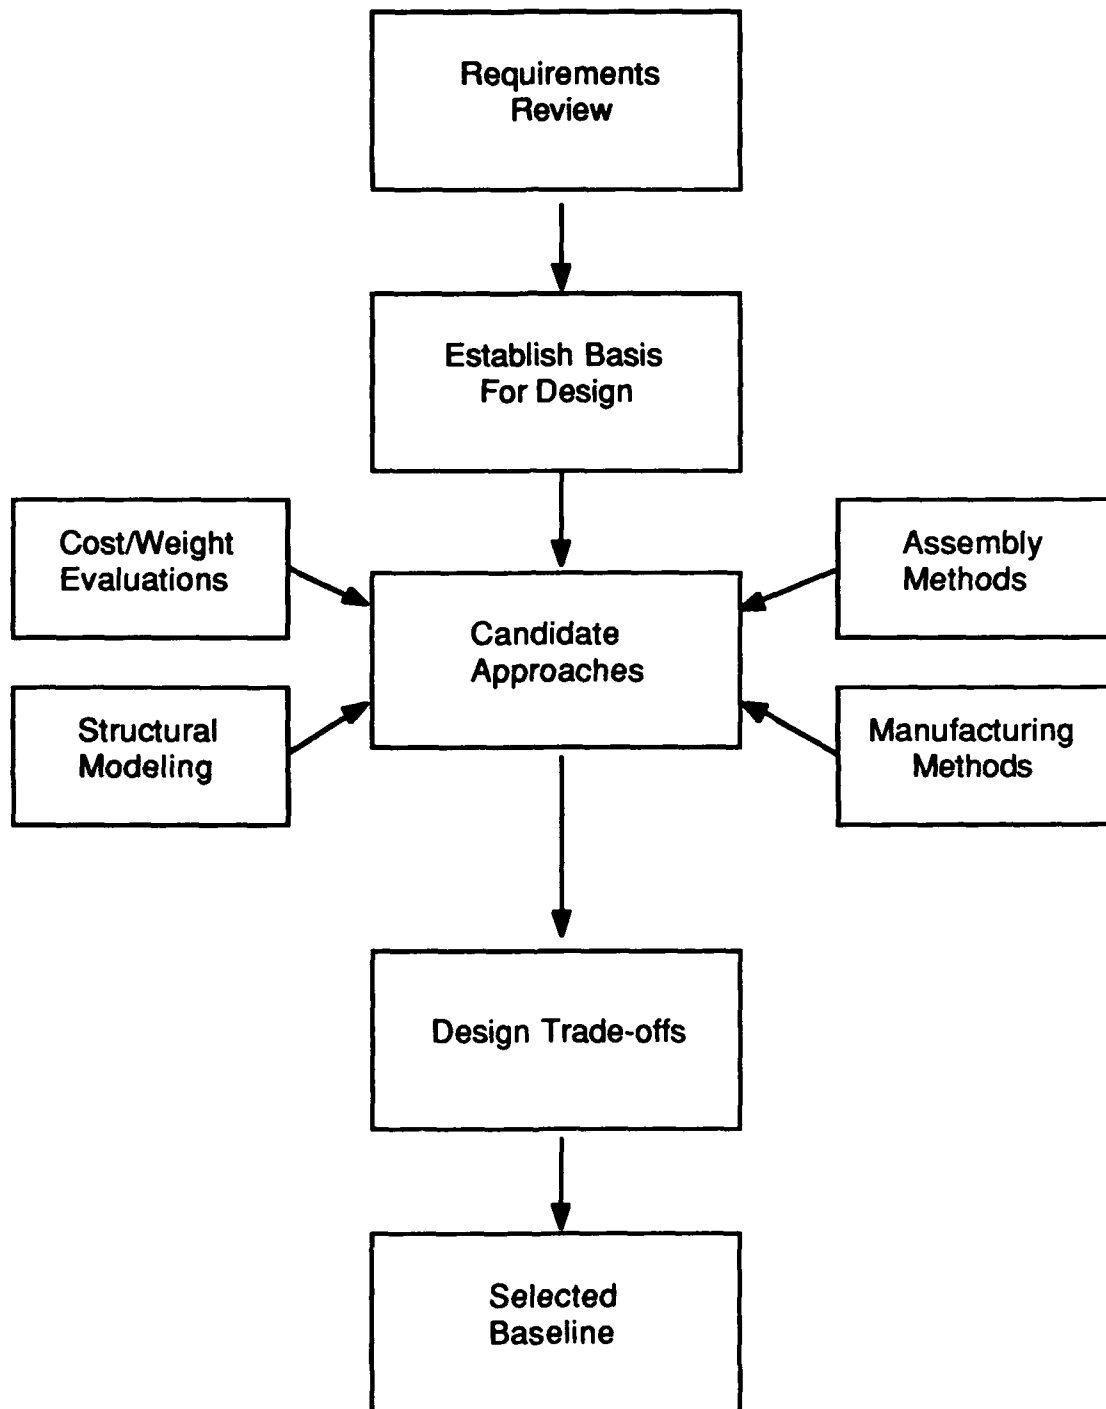 Requirements
Review
Establish Basis
For Design
Cost/Weight
Evaluations
Assembly
Methods
Candidate
Approaches
Structural
Modeling
Manufacturing
Methods
Design Trade-offs
Selected
Baseline